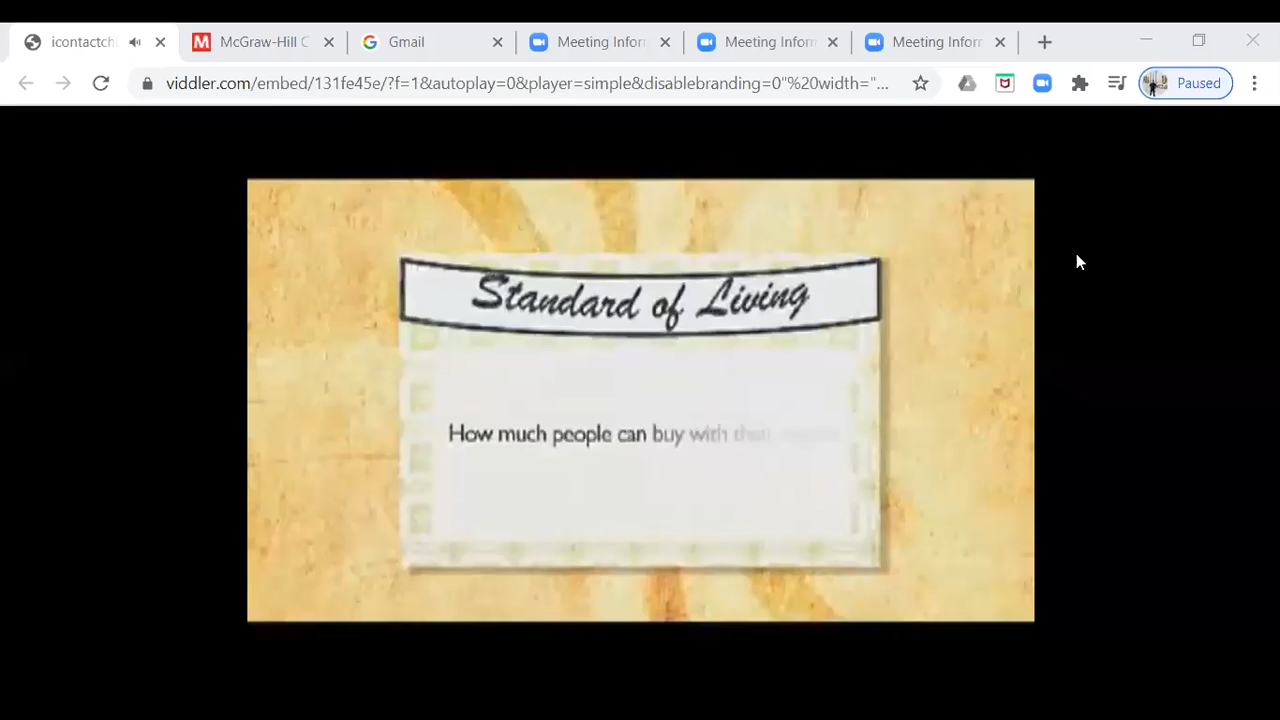 icontactch
McGraw-Hill C
Gmail
Meeting Infor
Meeting Infor
Meeting Infor
viddler.com/embed/131fe45e/?f=1&autoplay=0&player=simple&disablebranding=0"%20width="...
Paused
Standard of Living
How much people can buy with their